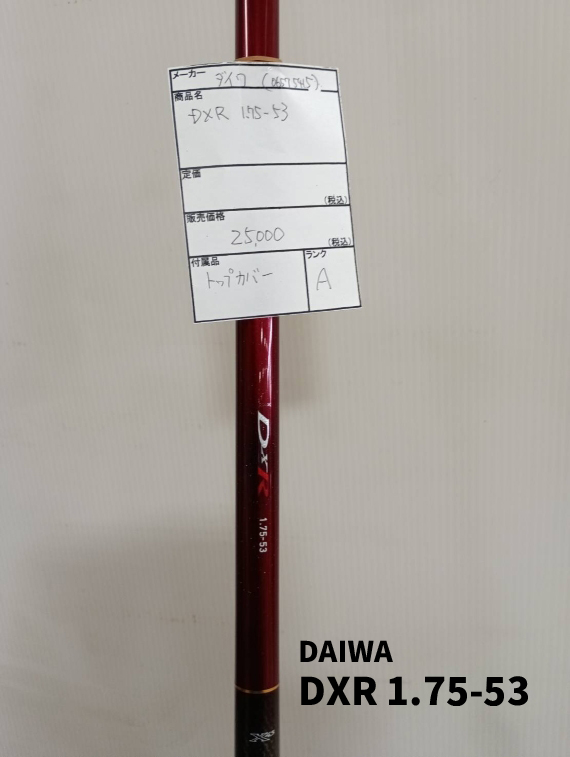 メーカー ダイワ
商品名
DXR 1.75-53
定価
(税込)
販売価格
25,000
(税込)
付属品
トップカバー
ランク
A
DXR
1.75-53
DAIWA
DXR 1.75-53